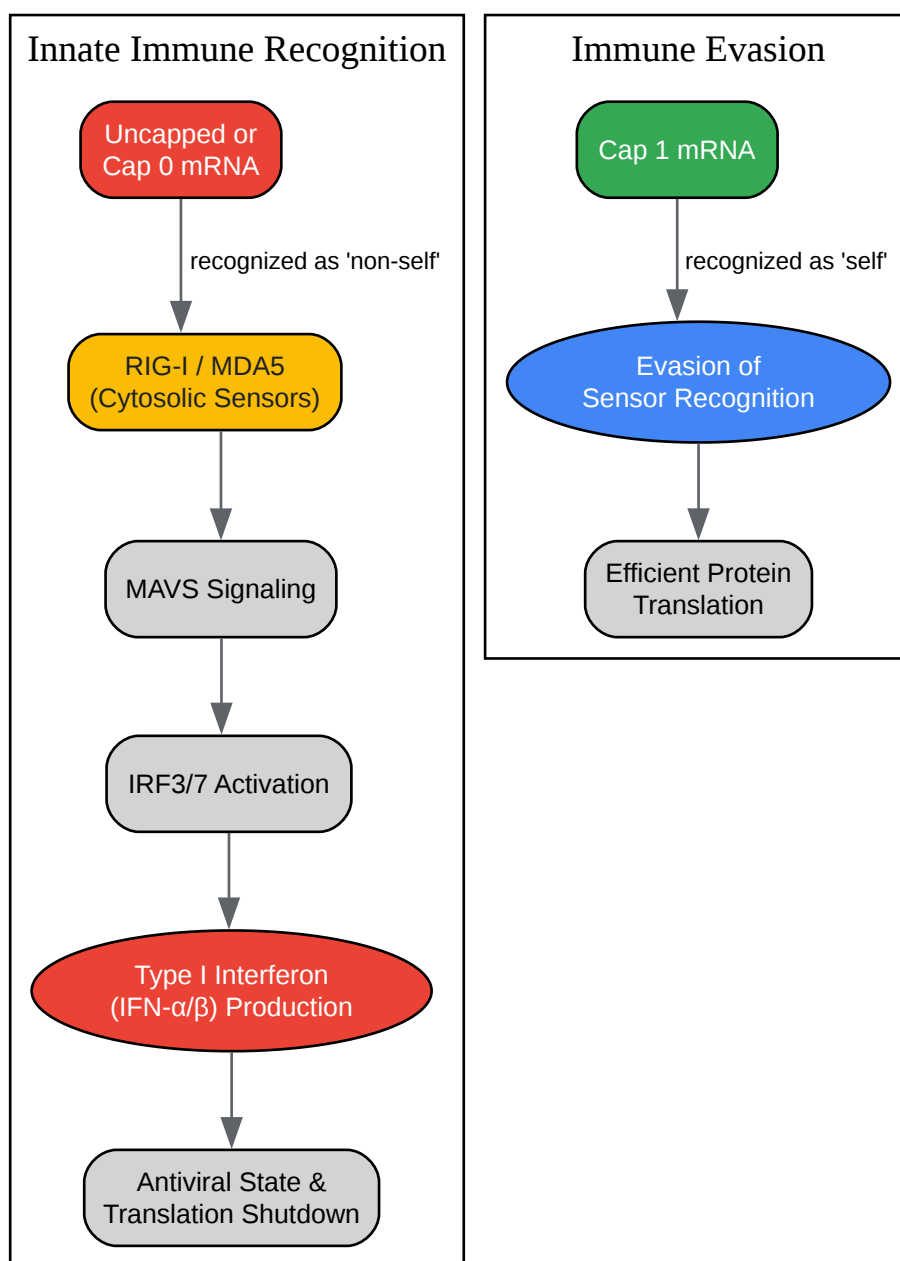 Innate Immune Recognition
Uncapped or
Cap 0 mRNA
recognized as 'non-self'
RIG-I / MDA5
(Cytosolic Sensors)
MAVS Signaling
IRF3/7 Activation
Type I Interferon
(IFN-α/β) Production
Antiviral State &
Translation Shutdown
Immune Evasion
Cap 1 mRNA
recognized as 'self'
Evasion of
Sensor Recognition
Efficient Protein
Translation